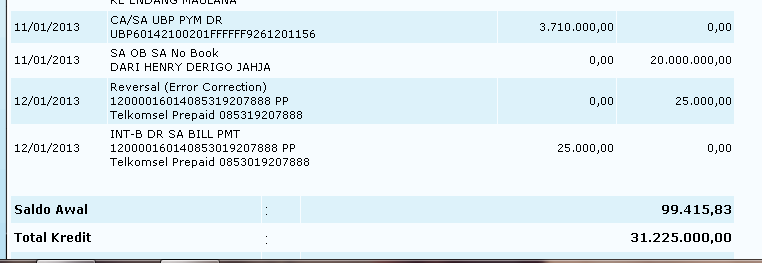 KE ENDANG MAULANA
11/01/2013 CA/SA UBP PYM DR 3.710.000,00 0,00
UBP60142100201FFFFFF9261201156
11/01/2013 SA OB SA No Book 0,00 20.000.000,00
DARI HENRY DERIGO JAHJA
Reversal (Error Correction)
12/01/2013 12000016014085319207888 PP 0,00 25.000,00
Telkomsel Prepaid 085319207888
INT-B DR SA BILL PMT
12/01/2013 120000160140853019207888 PP 25.000,00 0,00
Telkomsel Prepaid 0853019207888
Saldo Awal : 99.415,83
Total Kredit : 31.225.000,00